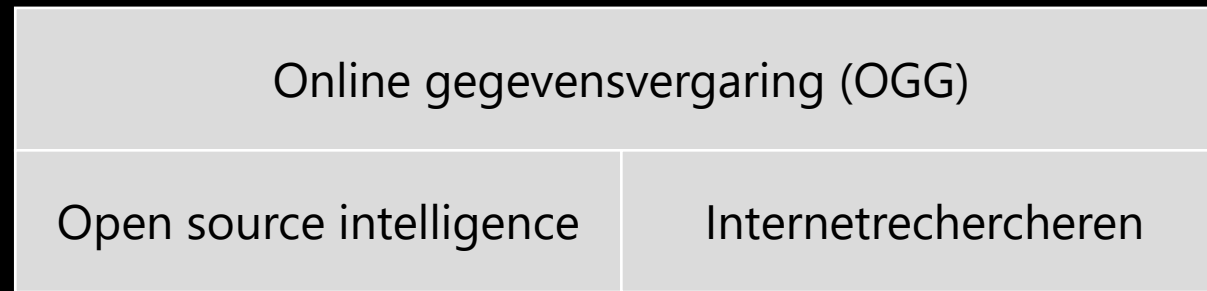 Online gegevensvergaring (OGG)
Open source intelligence
Internetrechercheren